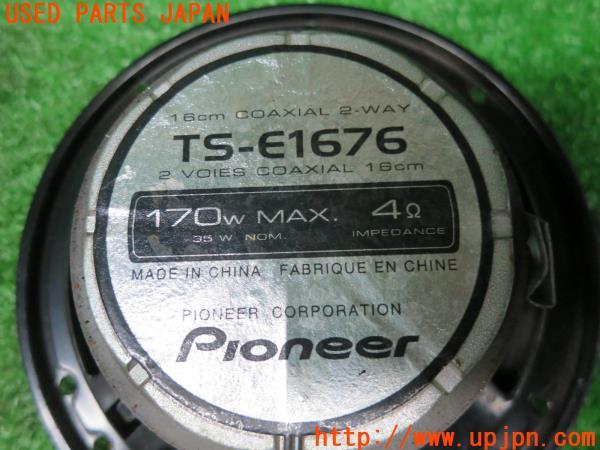 USED PARTS JAPAN
16cm COAXIAL 2-WAY
TS-E1676
2 VOIES COAXIAL 16cm
170W MAX. 4Ω
35 W NOM. IMPEDANCE
MADE IN CHINA FABRIQUE EN CHINE
PIONEER CORPORATION
Pioneer
http://www.upjpn.com